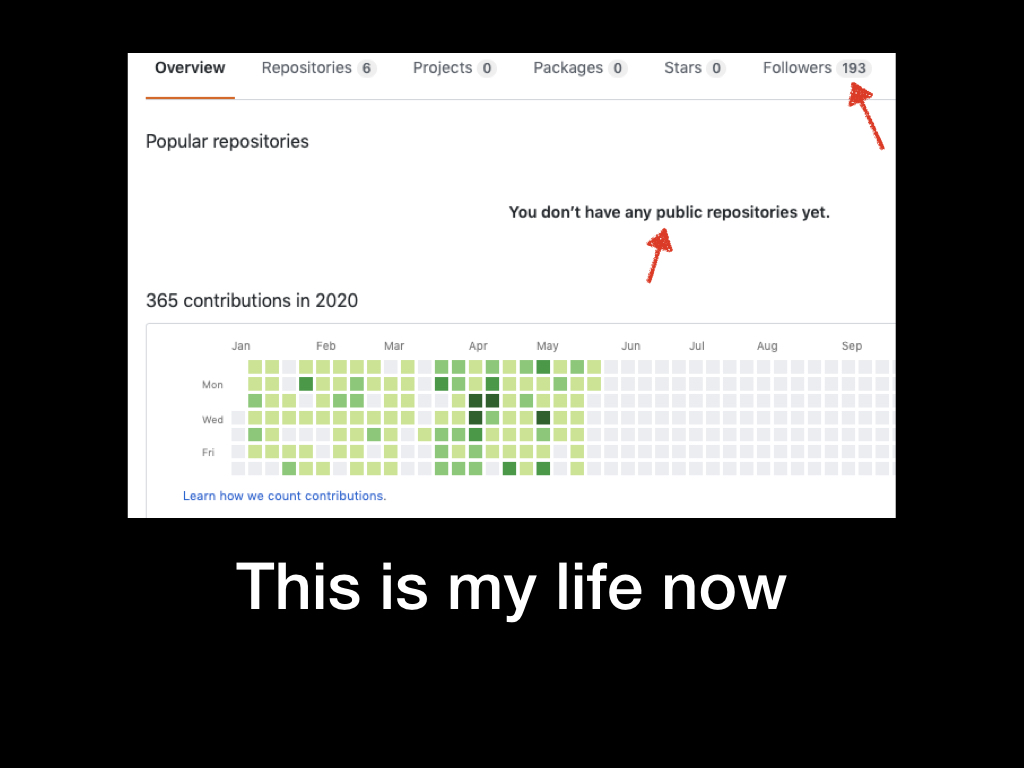 Overview Repositories 6 Projects 0 Packages 0 Stars 0 Followers 193
Popular repositories
You don’t have any public repositories yet.
365 contributions in 2020
Jan Feb Mar Apr May Jun Jul Aug Sep
Mon
Wed
Fri
Learn how we count contributions.
This is my life now